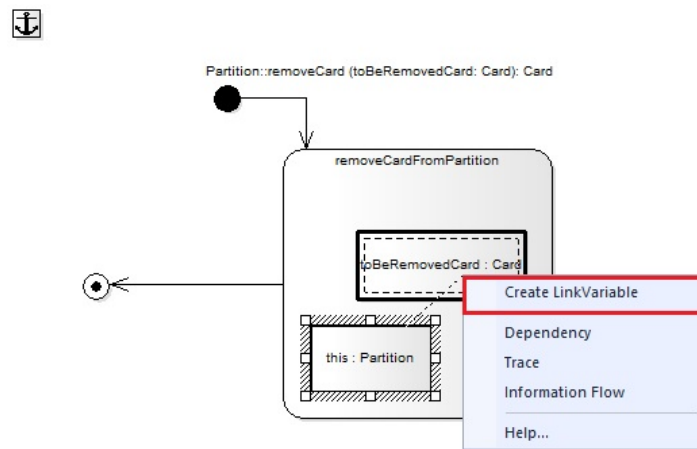 Partition::removeCard (toBeRemovedCard: Card): Card
removeCardFromPartition
toBeRemovedCard : Card
Create LinkVariable
Dependency
this : Partition
Trace
Information Flow
Help...